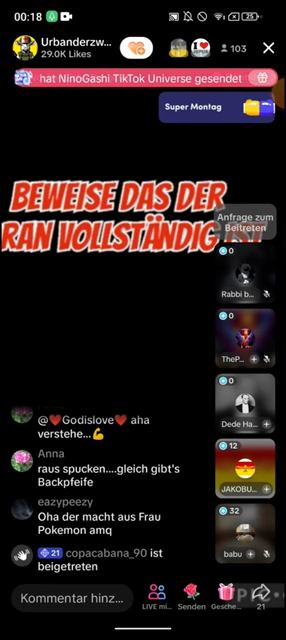 00:18
25
Urbanderzw...
29.0K Likes
103
hat NinoGashi TikTok Universe gesendet
Super Montag
BEWEISE DAS DER
RAN VOLLSTÄNDIG
Anfrage zum
Beitreten
0
Rabbi b...
0
TheP...
0
Dede Ha...
12
JAKOBU...
32
babu
@❤️Godislove❤️ aha
verstehe...💪
Anna
raus spucken....gleich gibt's
Backpfeife
eazypeezy
Oha der macht aus Frau
Pokemon amq
21 copacabana_90 ist
beigetreten
Kommentar hinz...
LIVE mi...
Senden
Gesche...
21